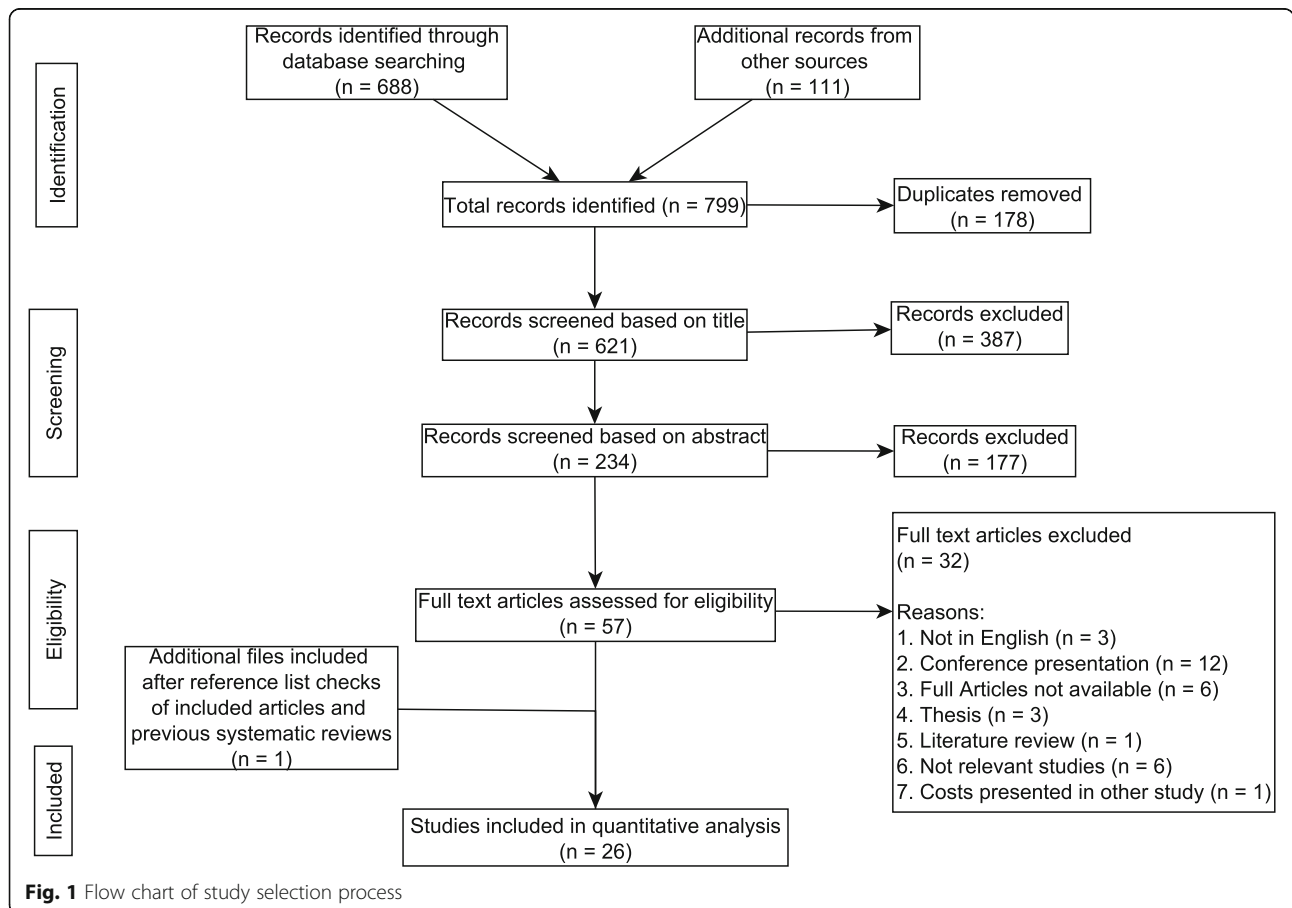 Records identified through
database searching
(n = 688)
Additional records from
other sources
(n = 111)
Identification
Total records identified (n = 799)
Duplicates removed
(n = 178)
Screening
Records screened based on title
(n = 621)
Records excluded
(n = 387)
Records screened based on abstract
(n = 234)
Records excluded
(n = 177)
Eligibility
Full text articles assessed for eligibility
(n = 57)
Full text articles excluded
(n = 32)
Reasons:
1. Not in English (n = 3)
2. Conference presentation (n = 12)
3. Full Articles not available (n = 6)
4. Thesis (n = 3)
5. Literature review (n = 1)
6. Not relevant studies (n = 6)
7. Costs presented in other study (n = 1)
Additional files included
after reference list checks
of included articles and
previous systematic reviews
(n = 1)
Included
Studies included in quantitative analysis
(n = 26)
Fig. 1 Flow chart of study selection process